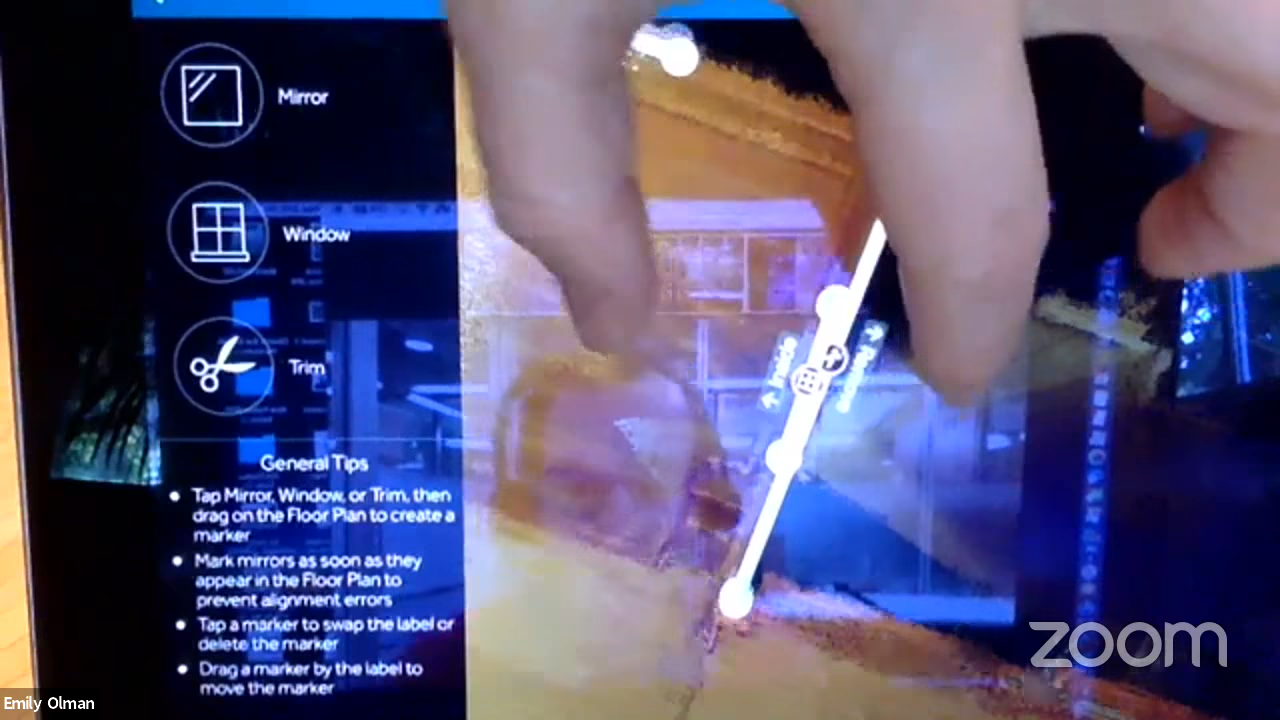 Mirror
Window
Trim
General Tips
Tap Mirror, Window, or Trim, then
drag on the Floor Plan to create a
marker
Mark mirrors as soon as they
appear in the Floor Plan to
prevent alignment errors
Tap a marker to swap the label or
delete the marker
Drag a marker by the label to
move the marker
Inside
zoom
Emily Olman